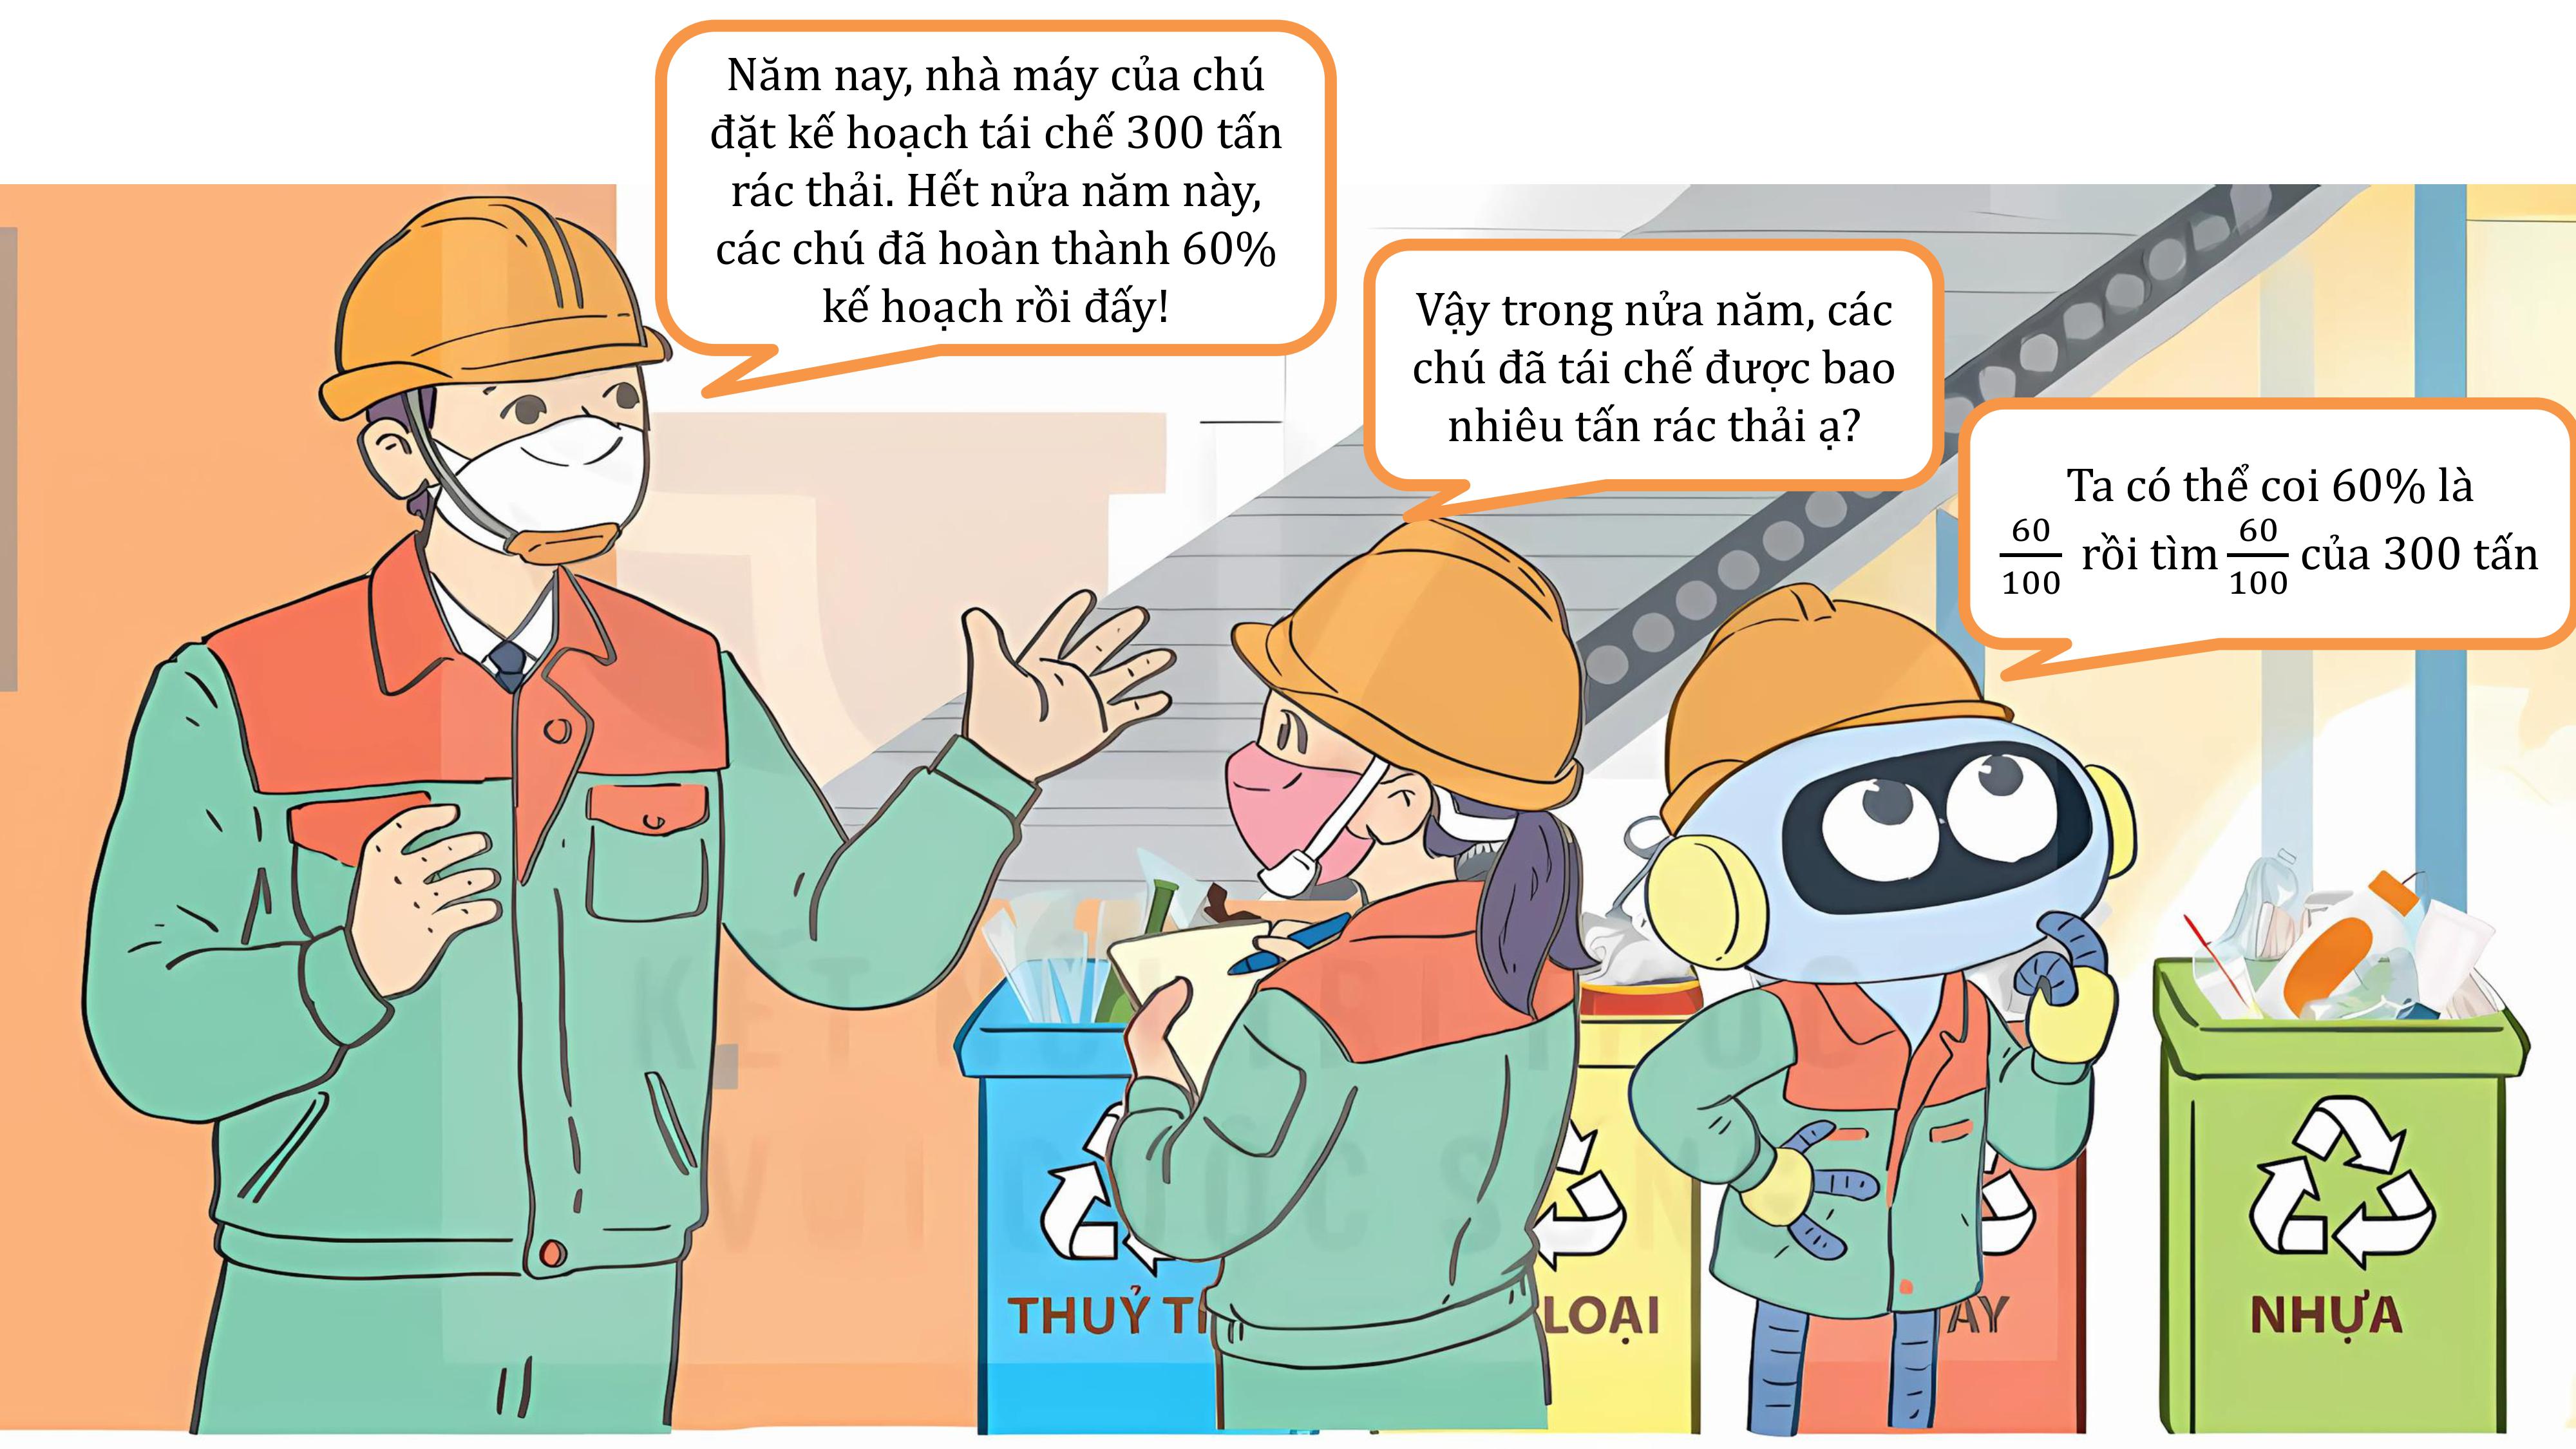 Năm nay, nhà máy của chú
đặt kế hoạch tái chế 300 tấn
rác thải. Hết nửa năm này,
các chú đã hoàn thành 60%
kế hoạch rồi đấy!
Vậy trong nửa năm, các
chú đã tái chế được bao
nhiêu tấn rác thải ạ?
Ta có thể coi 60% là
60/100 rồi tìm 60/100 của 300 tấn
THUỶ
LOẠI
NHỰA